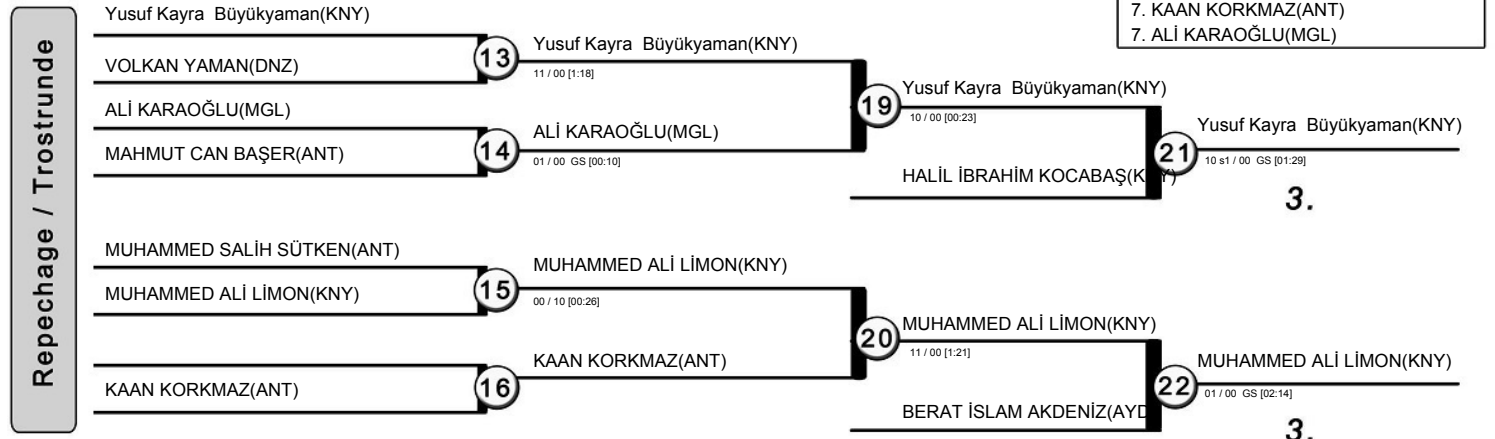 7. KAAN KORKMAZ(ANT)
7. ALİ KARAOĞLU(MGL)
Repechage / Trostrunde
Yusuf Kayra Büyükyaman(KNY)
VOLKAN YAMAN(DNZ)
13
Yusuf Kayra Büyükyaman(KNY)
11 / 00 [1:18]
ALİ KARAOĞLU(MGL)
MAHMUT CAN BAŞER(ANT)
14
ALİ KARAOĞLU(MGL)
01 / 00 GS [00:10]
19
Yusuf Kayra Büyükyaman(KNY)
10 / 00 [00:23]
HALİL İBRAHİM KOCABAŞ(KNY)
21
Yusuf Kayra Büyükyaman(KNY)
10 s1 / 00 GS [01:29]
3.
MUHAMMED SALİH SÜTKEN(ANT)
MUHAMMED ALİ LİMON(KNY)
15
MUHAMMED ALİ LİMON(KNY)
00 / 10 [00:26]
KAAN KORKMAZ(ANT)
16
KAAN KORKMAZ(ANT)
20
MUHAMMED ALİ LİMON(KNY)
11 / 00 [1:21]
BERAT İSLAM AKDENİZ(AYD
22
MUHAMMED ALİ LİMON(KNY)
01 / 00 GS [02:14]
3.